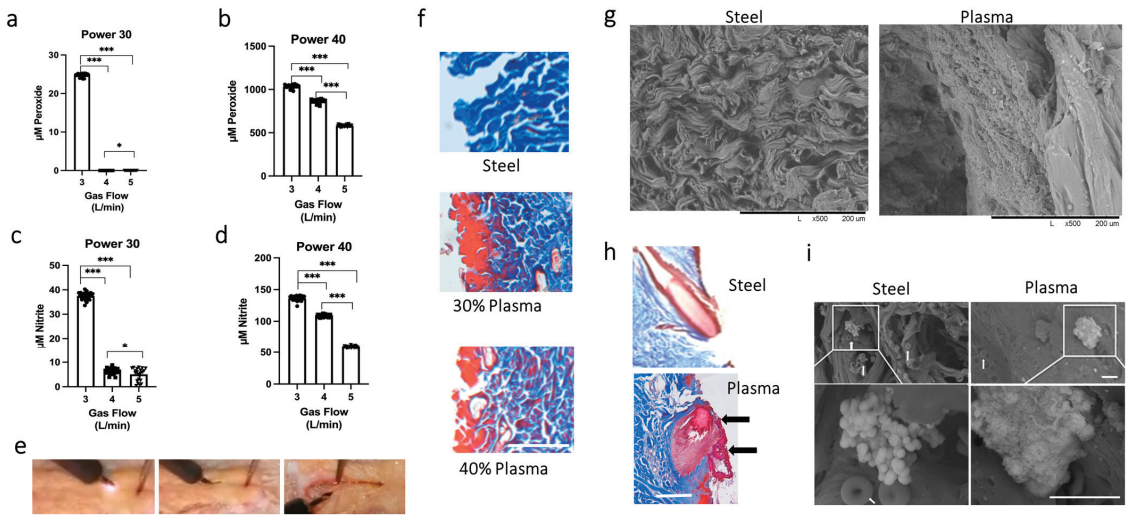 a
Power 30
***
***
*
30
20
10
0
μM Peroxide
3 4 5
Gas Flow
(L/min)
b
Power 40
***
***
***
1500
1000
500
0
μM Peroxide
3 4 5
Gas Flow
(L/min)
c
Power 30
***
***
*
50
40
30
20
10
0
μM Nitrite
3 4 5
Gas Flow
(L/min)
d
Power 40
***
***
***
200
150
100
50
0
μM Nitrite
3 4 5
Gas Flow
(L/min)
e
f
Steel
30% Plasma
40% Plasma
g
Steel
Plasma
L x500 200 um
L x500 200 um
h
Steel
Plasma
i
Steel
Plasma